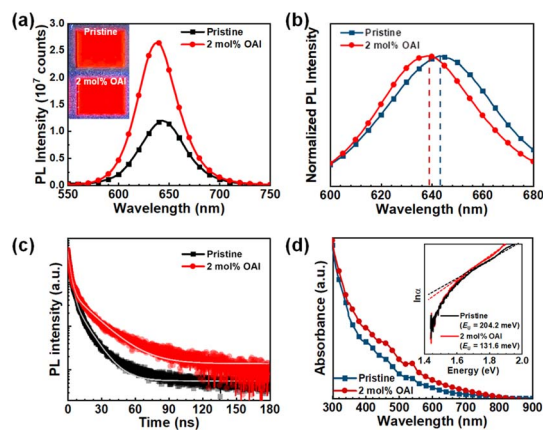 (a)
Pristine
2 mol% OAI
Pristine
2 mol% OAI
PL Intensity (10⁷ counts)
3.0
2.5
2.0
1.5
1.0
0.5
0.0
550 600 650 700 750
Wavelength (nm)
(b)
Pristine
2 mol% OAI
Normalized PL Intensity
600 620 640 660 680
Wavelength (nm)
(c)
Pristine
2 mol% OAI
PL intensity (a.u.)
0 30 60 90 120 150 180
Time (ns)
(d)
Absorbance (a.u.)
lnα
Pristine
(E_U = 204.2 meV)
2 mol% OAI
(E_U = 131.6 meV)
1.4 1.6 1.8 2.0
Energy (eV)
Pristine
2 mol% OAI
300 400 500 600 700 800 900
Wavelength (nm)